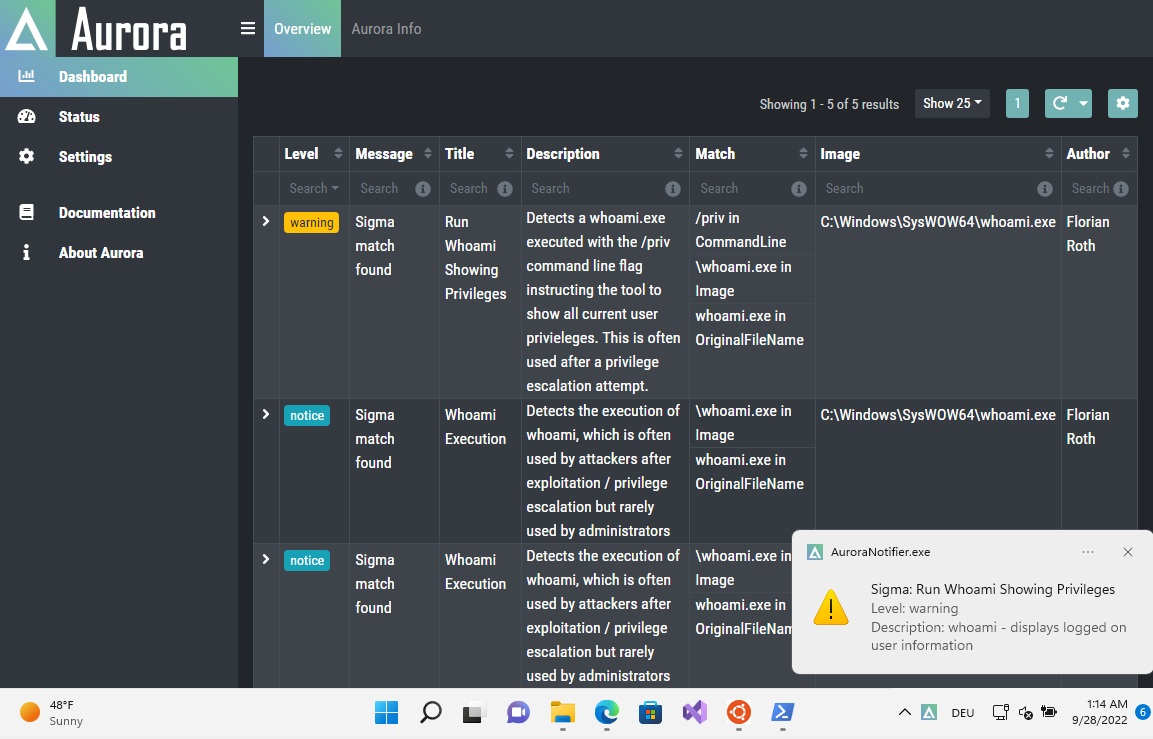 Aurora
Overview
Aurora Info
Dashboard
Status
Settings
Documentation
About Aurora
Showing 1 - 5 of 5 results
Show 25
1
Level
Message
Title
Description
Match
Image
Author
Search
Search
Search
Search
Search
Search
Search
warning
Sigma
match
found
Run
Whoami
Showing
Privileges
Detects a whoami.exe
executed with the /priv
command line flag
instructing the tool to
show all current user
privieleges. This is often
used after a privilege
escalation attempt.
/priv in
CommandLine
\whoami.exe in
Image
whoami.exe in
OriginalFileName
C:\Windows\SysWOW64\whoami.exe
Florian
Roth
notice
Sigma
match
found
Whoami
Execution
Detects the execution of
whoami, which is often
used by attackers after
exploitation / privilege
escalation but rarely
used by administrators
\whoami.exe in
Image
whoami.exe in
OriginalFileName
C:\Windows\SysWOW64\whoami.exe
Florian
Roth
notice
Sigma
match
found
Whoami
Execution
Detects the execution of
whoami, which is often
used by attackers after
exploitation / privilege
escalation but rarely
used by administrators
\whoami.exe in
Image
whoami.exe in
OriginalFileNam
AuroraNotifier.exe
Sigma: Run Whoami Showing Privileges
Level: warning
Description: whoami - displays logged on
user information
48°F
Sunny
DEU
1:14 AM
9/28/2022
6